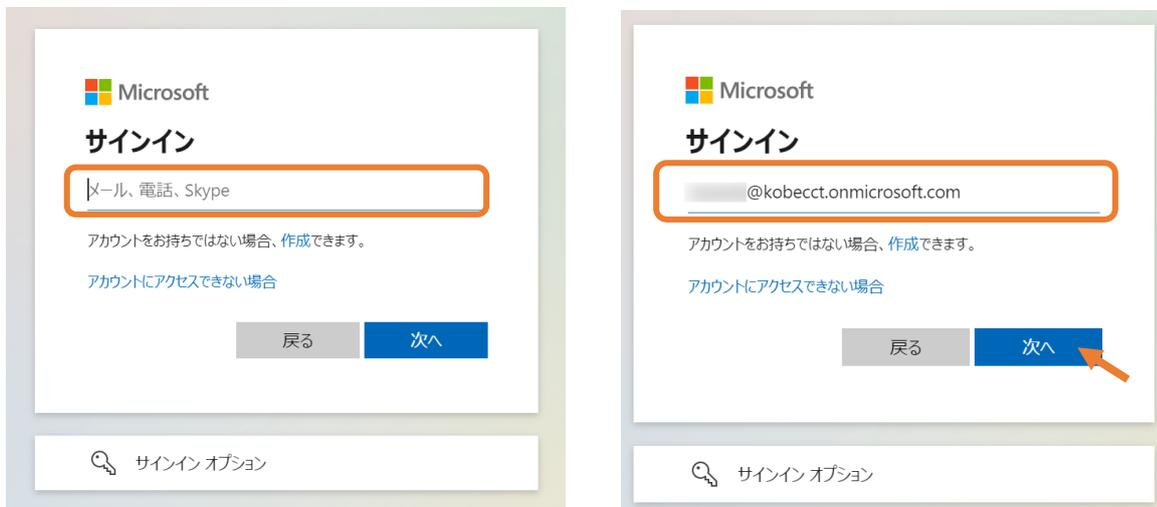 Microsoft
サインイン
メール、電話、Skype
アカウントをお持ちではない場合、作成できます。
アカウントにアクセスできない場合
戻る
次へ
サインイン オプション
Microsoft
サインイン
@kobecct.onmicrosoft.com
アカウントをお持ちではない場合、作成できます。
アカウントにアクセスできない場合
戻る
次へ
サインイン オプション